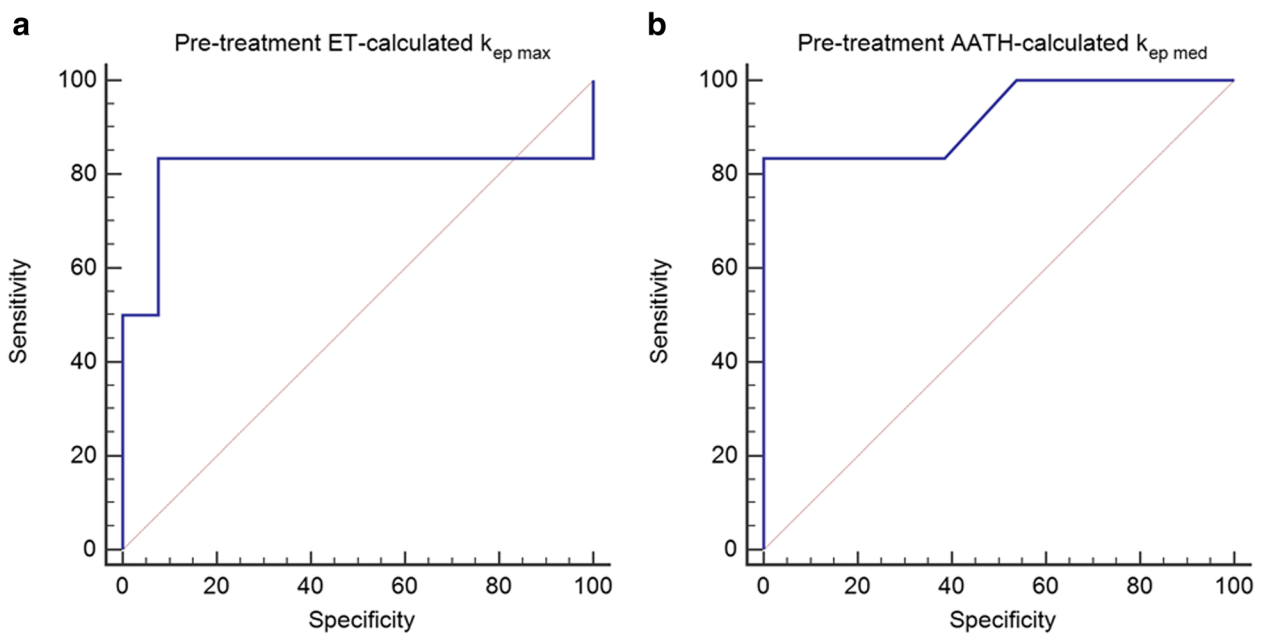 a
Pre-treatment ET-calculated kep max
100
80
60
40
20
0
Sensitivity
0 20 40 60 80 100
Specificity
b
Pre-treatment AATH-calculated kep med
100
80
60
40
20
0
Sensitivity
0 20 40 60 80 100
Specificity